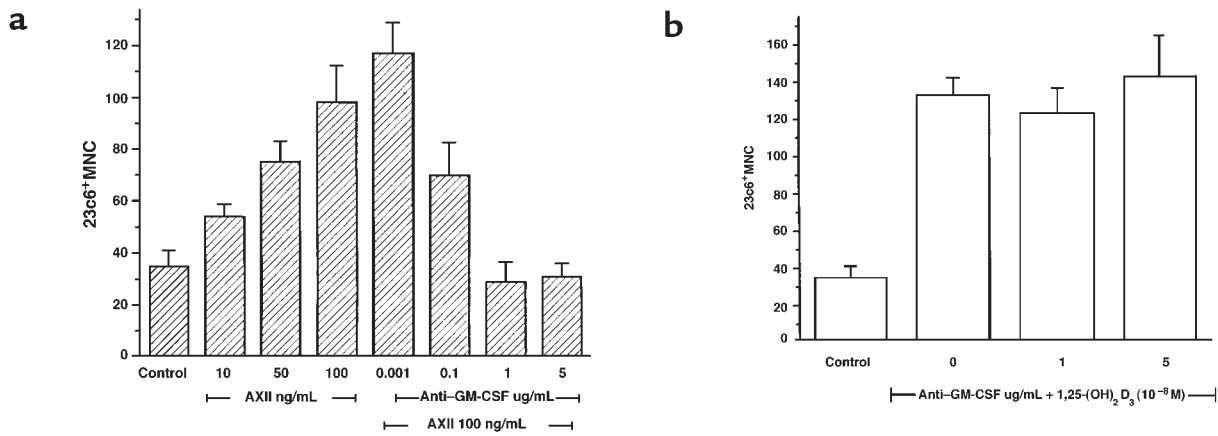 a
23c6⁺MNC
120
100
80
60
40
20
0
Control 10 50 100 0.001 0.1 1 5
AXII ng/mL Anti–GM-CSF ug/mL
AXII 100 ng/mL
b
23c6⁺MNC
160
140
120
100
80
60
40
20
0
Control 0 1 5
Anti–GM-CSF ug/mL + 1,25-(OH)₂D₃ (10⁻⁸ M)